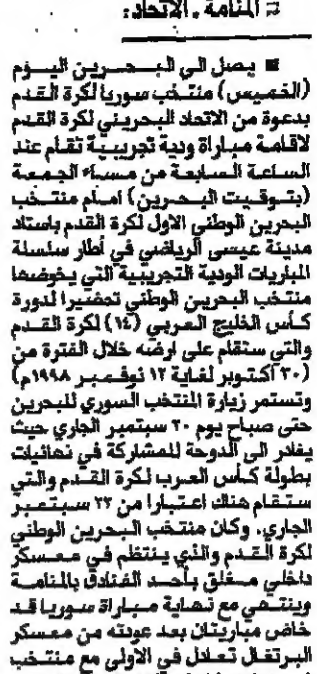 المنامة ـ الاتحاد:
■ يصل الى البحرين اليوم
(الخميس) منتخب سوريا لكرة القدم
بدعوة من الاتحاد البحريني لكرة القدم
لاقامة مباراة ودية تجريبية تقام عند
الساعة السابعة من مساء الجمعة
(بتوقيت البحرين) امام منتخب
البحرين الوطني الاول لكرة القدم باستاد
مدينة عيسى الرياضي في أطار سلسلة
المباريات الودية التجريبية التي يخوضها
منتخب البحرين الوطني تحضيرا لدورة
كأس الخليج العربي (١٤) لكرة القدم
والتي ستقام على ارضه خلال الفترة من
(٣٠ اكتوبر لغاية ١٢ نوفمبر ١٩٩٨م)
وتستمر زيارة المنتخب السوري للبحرين
حتى صباح يوم ٢٠ سبتمبر الجاري حيث
يغادر الى الدوحة للمشاركة في نهائيات
بطولة كأس العرب لكرة القدم والتي
ستقام هناك اعتبارا من ٢٢ سبتمبر
الجاري. وكان منتخب البحرين الوطني
لكرة القدم والذي ينتظم في معسكر
داخلي مغلق بأحد الفنادق بالمنامة
وينتهي مع نهاية مباراة سوريا قد
خاض مباريتان بعد عودته من معسكر
البرتغال تعادل في الاولى مع منتخب